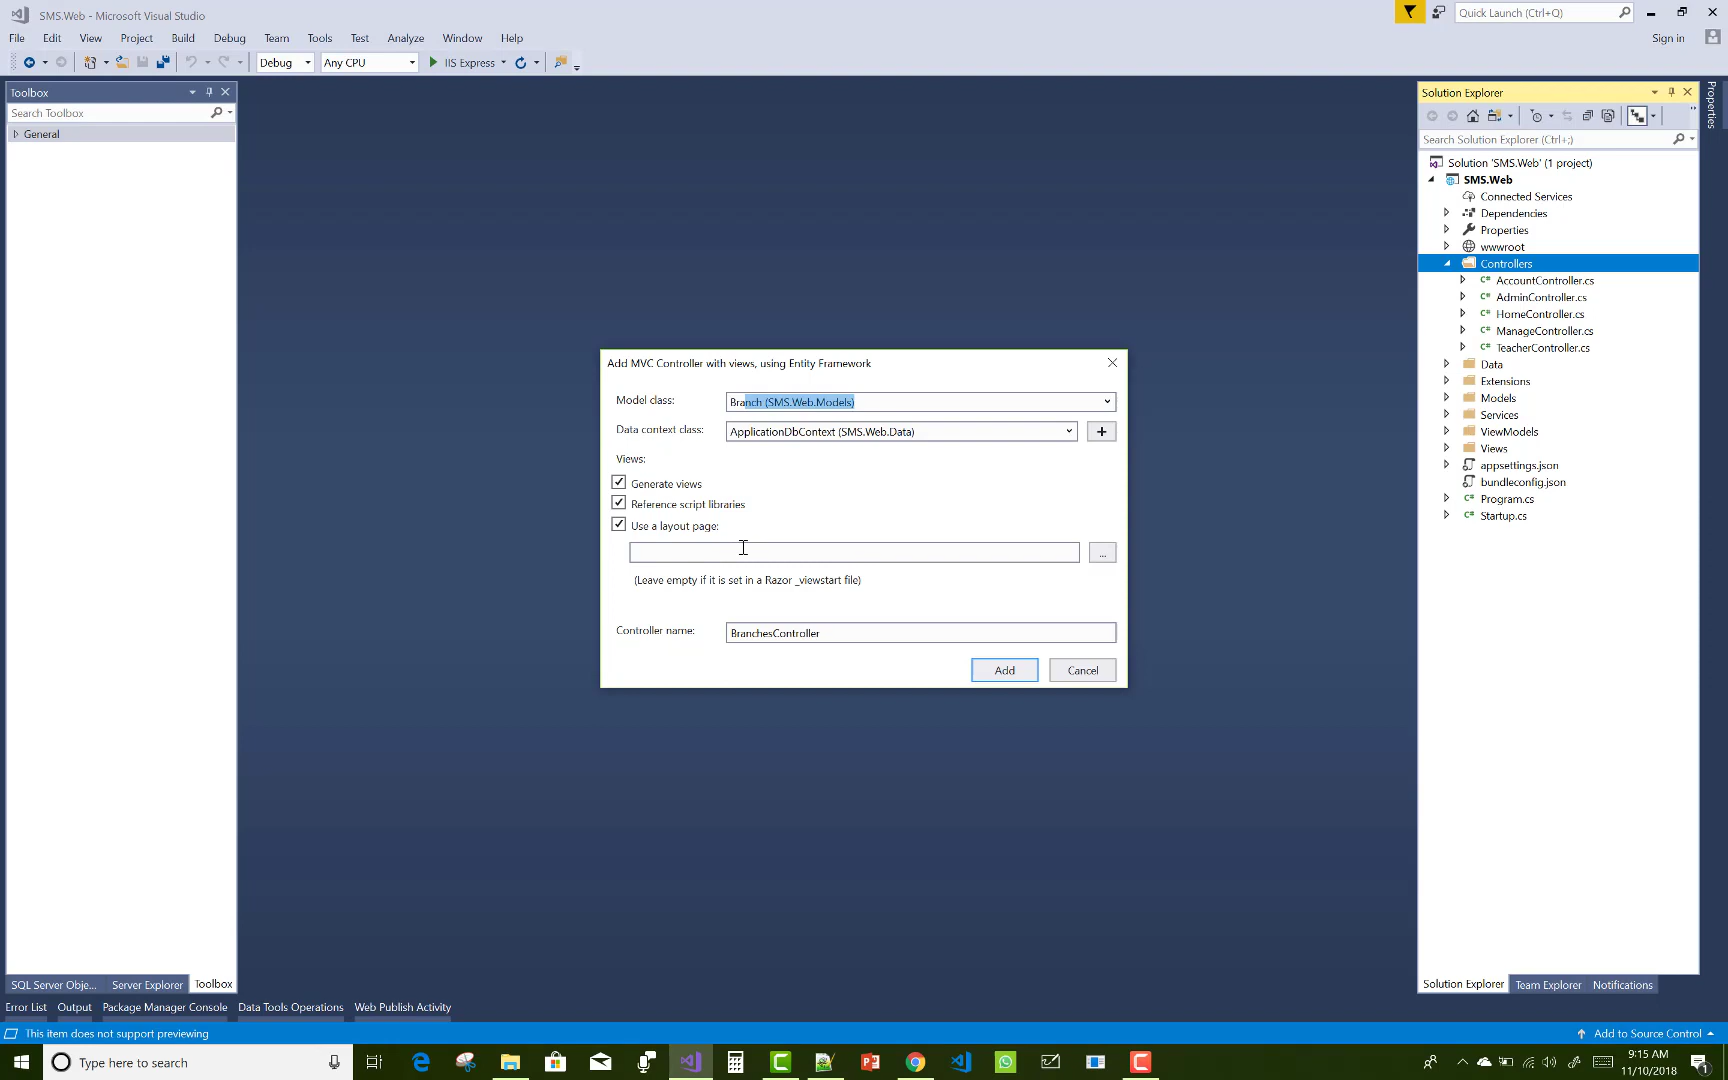 SMS.Web - Microsoft Visual Studio
Quick Launch (Ctrl+Q)
File Edit View Project Build Debug Team Tools Test Analyze Window Help
Sign in
Debug Any CPU IIS Express
Toolbox
Search Toolbox
General
Solution Explorer
Search Solution Explorer (Ctrl+;)
Solution 'SMS.Web' (1 project)
SMS.Web
Connected Services
Dependencies
Properties
wwwroot
Controllers
C# AccountController.cs
C# AdminController.cs
C# HomeController.cs
C# ManageController.cs
C# TeacherController.cs
Data
Extensions
Models
Services
ViewModels
Views
appsettings.json
bundleconfig.json
C# Program.cs
C# Startup.cs
Properties
Add MVC Controller with views, using Entity Framework
Model class: Branch (SMS.Web.Models)
Data context class: ApplicationDbContext (SMS.Web.Data)
Views:
Generate views
Reference script libraries
Use a layout page:
...
(Leave empty if it is set in a Razor _viewstart file)
Controller name: BranchesController
Add Cancel
SQL Server Obje... Server Explorer Toolbox
Solution Explorer Team Explorer Notifications
Error List Output Package Manager Console Data Tools Operations Web Publish Activity
This item does not support previewing
Add to Source Control
Type here to search
9:15 AM
11/10/2018
1